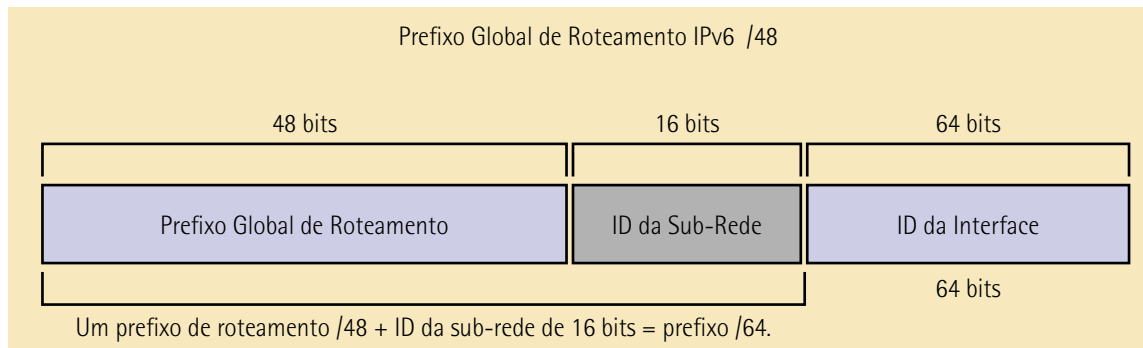 Prefixo Global de Roteamento IPv6 /48
48 bits
16 bits
64 bits
Prefixo Global de Roteamento
ID da Sub-Rede
ID da Interface
64 bits
Um prefixo de roteamento /48 + ID da sub-rede de 16 bits = prefixo /64.